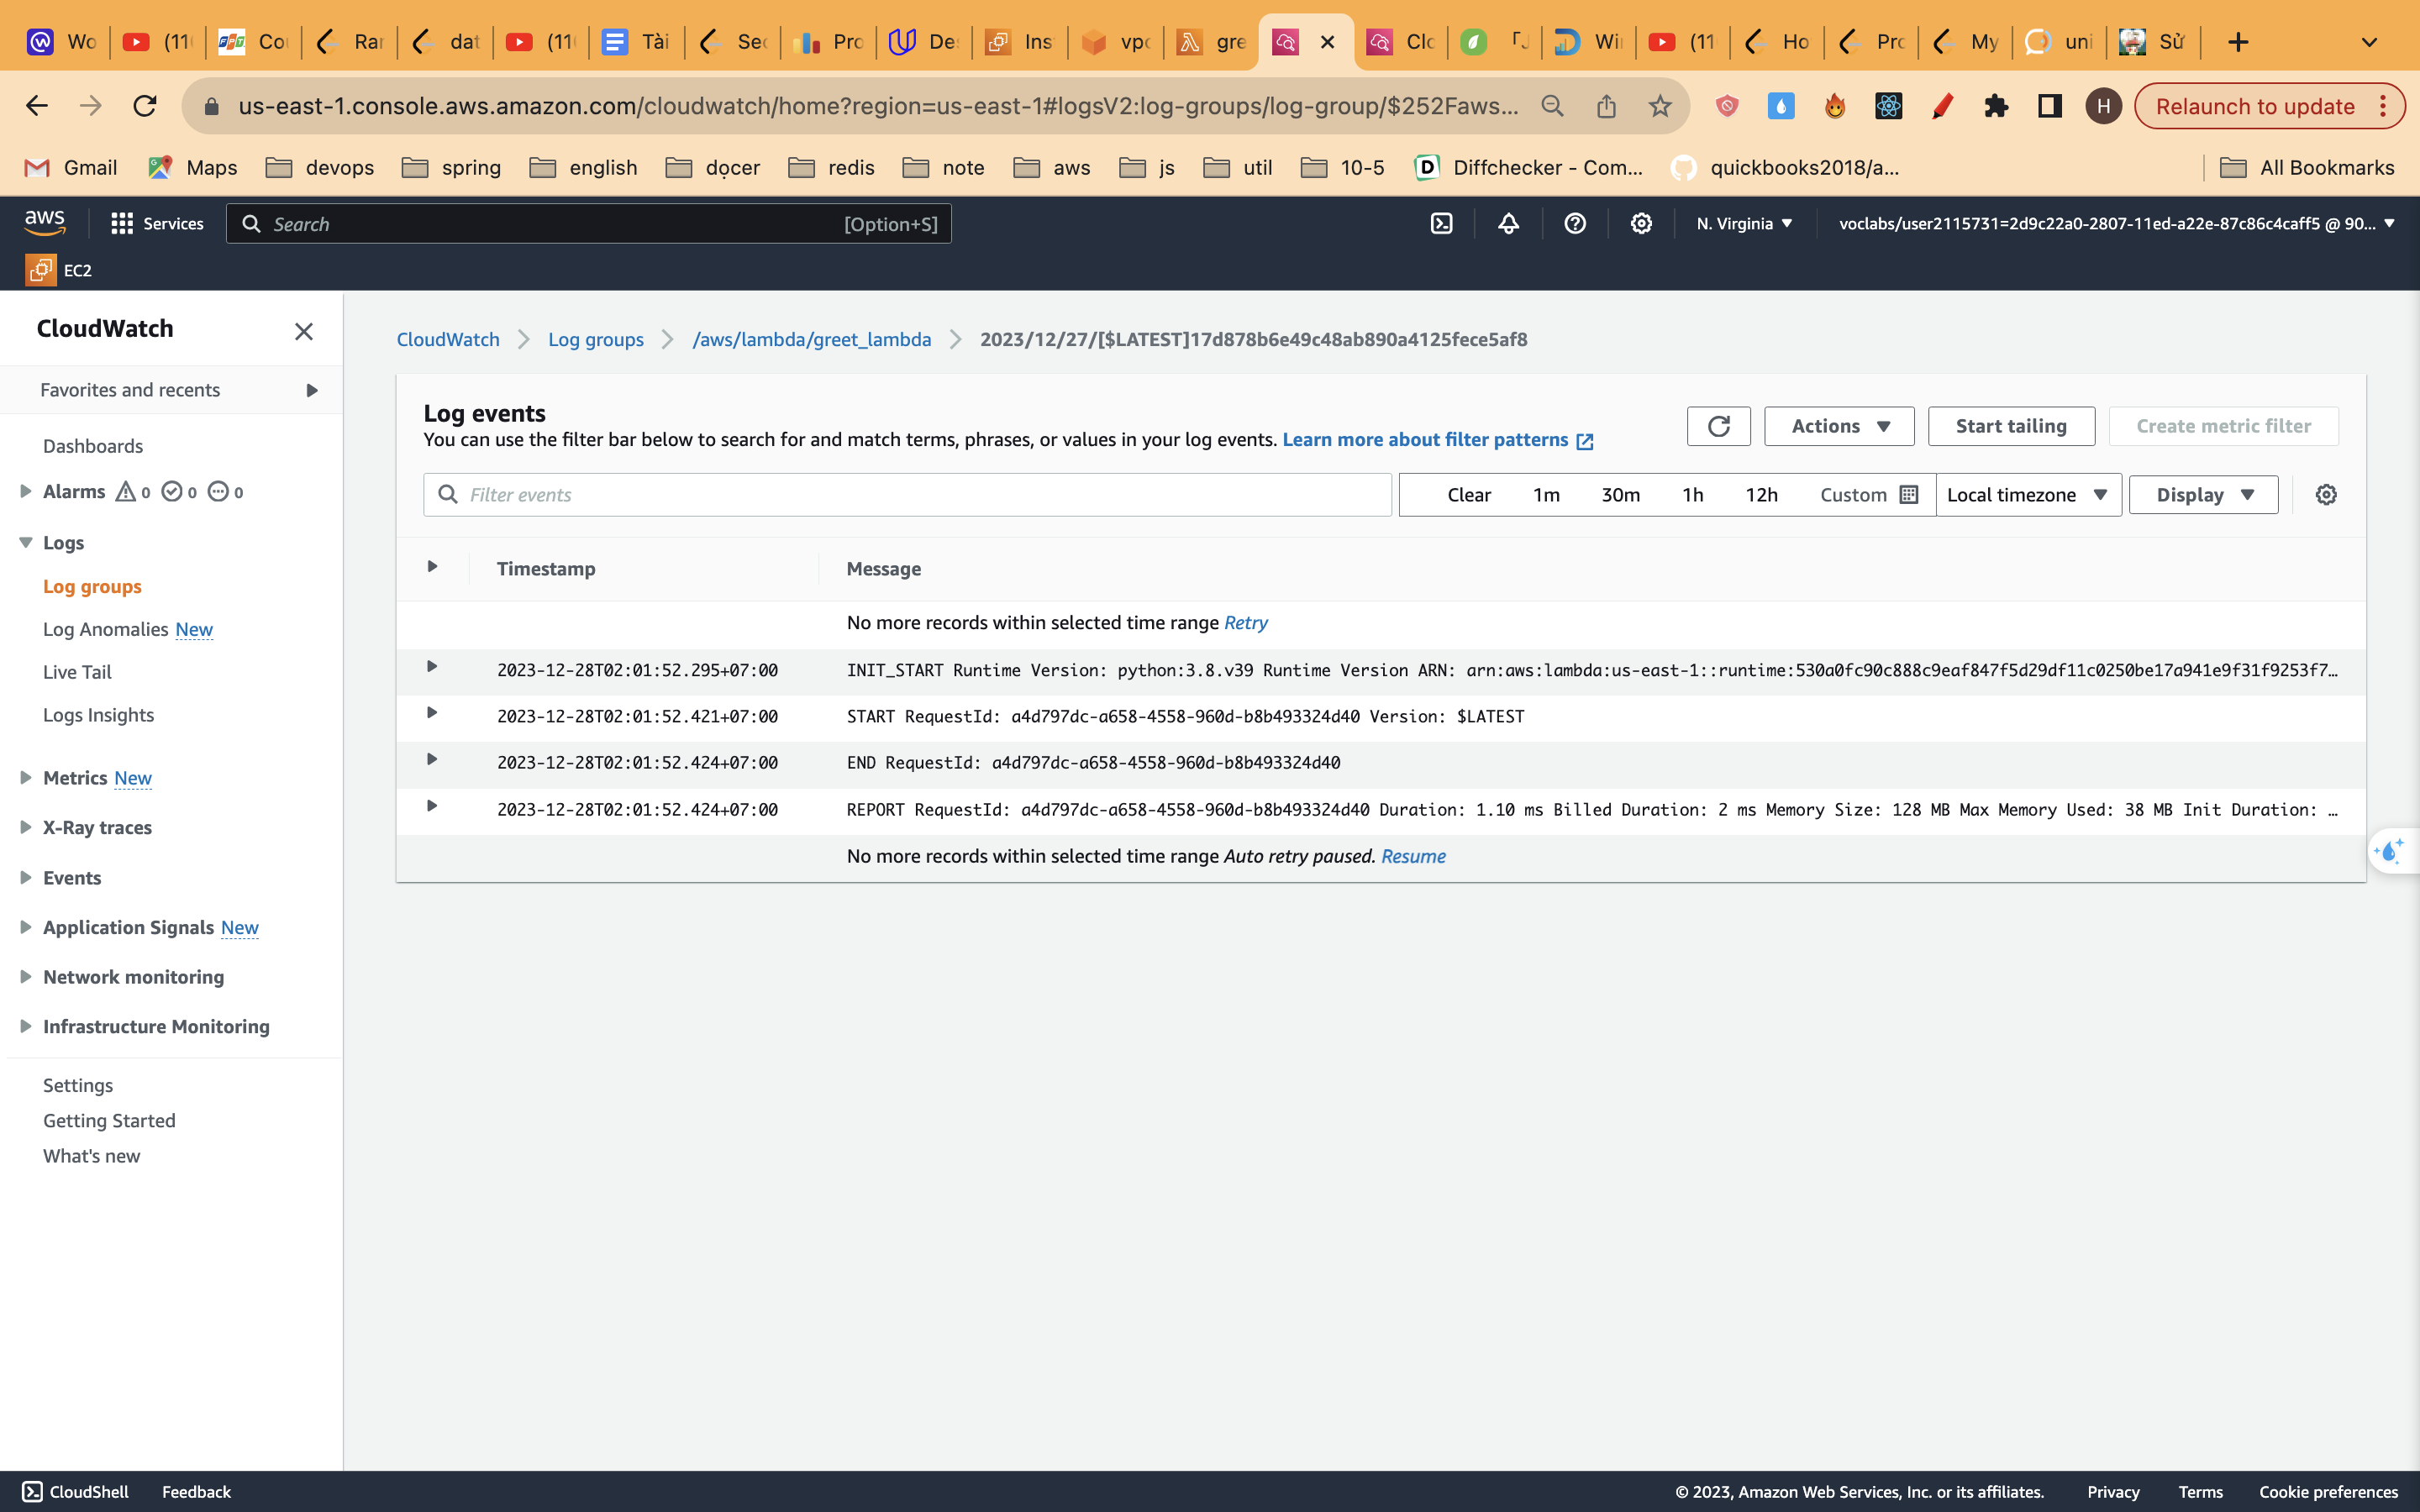 Wo (11 Cou Rar dat (11 Tài Sec Pro De Ins vpc gre Clo Wi (11 Ho Pro My uni Sử
us-east-1.console.aws.amazon.com/cloudwatch/home?region=us-east-1#logsV2:log-groups/log-group/$252Faws... H Relaunch to update
Gmail Maps devops spring english dọcer redis note aws js util 10-5 Diffchecker - Com... quickbooks2018/a... All Bookmarks
aws Services Search [Option+S] N. Virginia voclabs/user2115731=2d9c22a0-2807-11ed-a22e-87c86c4caff5 @ 90...
EC2
CloudWatch
Favorites and recents
Dashboards
Alarms 0 0 0
Logs
Log groups
Log Anomalies New
Live Tail
Logs Insights
Metrics New
X-Ray traces
Events
Application Signals New
Network monitoring
Infrastructure Monitoring
Settings
Getting Started
What's new
CloudWatch Log groups /aws/lambda/greet_lambda 2023/12/27/[$LATEST]17d878b6e49c48ab890a4125fece5af8
Log events
You can use the filter bar below to search for and match terms, phrases, or values in your log events. Learn more about filter patterns
Actions Start tailing Create metric filter
Filter events Clear 1m 30m 1h 12h Custom Local timezone Display
Timestamp Message
No more records within selected time range Retry
2023-12-28T02:01:52.295+07:00 INIT_START Runtime Version: python:3.8.v39 Runtime Version ARN: arn:aws:lambda:us-east-1::runtime:530a0fc90c888c9eaf847f5d29df11c0250be17a941e9f31f9253f7...
2023-12-28T02:01:52.421+07:00 START RequestId: a4d797dc-a658-4558-960d-b8b493324d40 Version: $LATEST
2023-12-28T02:01:52.424+07:00 END RequestId: a4d797dc-a658-4558-960d-b8b493324d40
2023-12-28T02:01:52.424+07:00 REPORT RequestId: a4d797dc-a658-4558-960d-b8b493324d40 Duration: 1.10 ms Billed Duration: 2 ms Memory Size: 128 MB Max Memory Used: 38 MB Init Duration: ...
No more records within selected time range Auto retry paused. Resume
CloudShell Feedback © 2023, Amazon Web Services, Inc. or its affiliates. Privacy Terms Cookie preferences